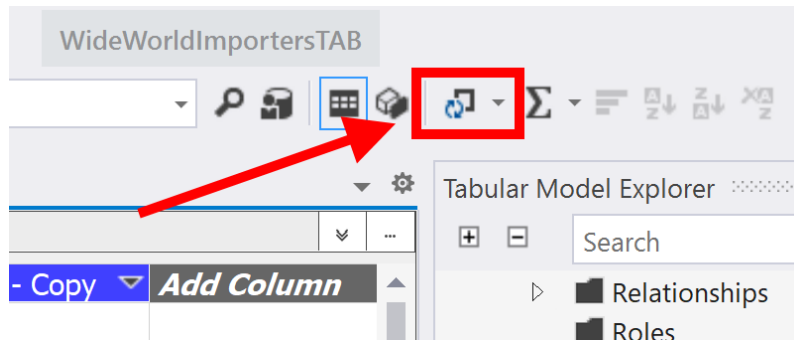 WideWorldImportersTAB
Tabular Model Explorer
Search
- Copy Add Column
Relationships
Roles